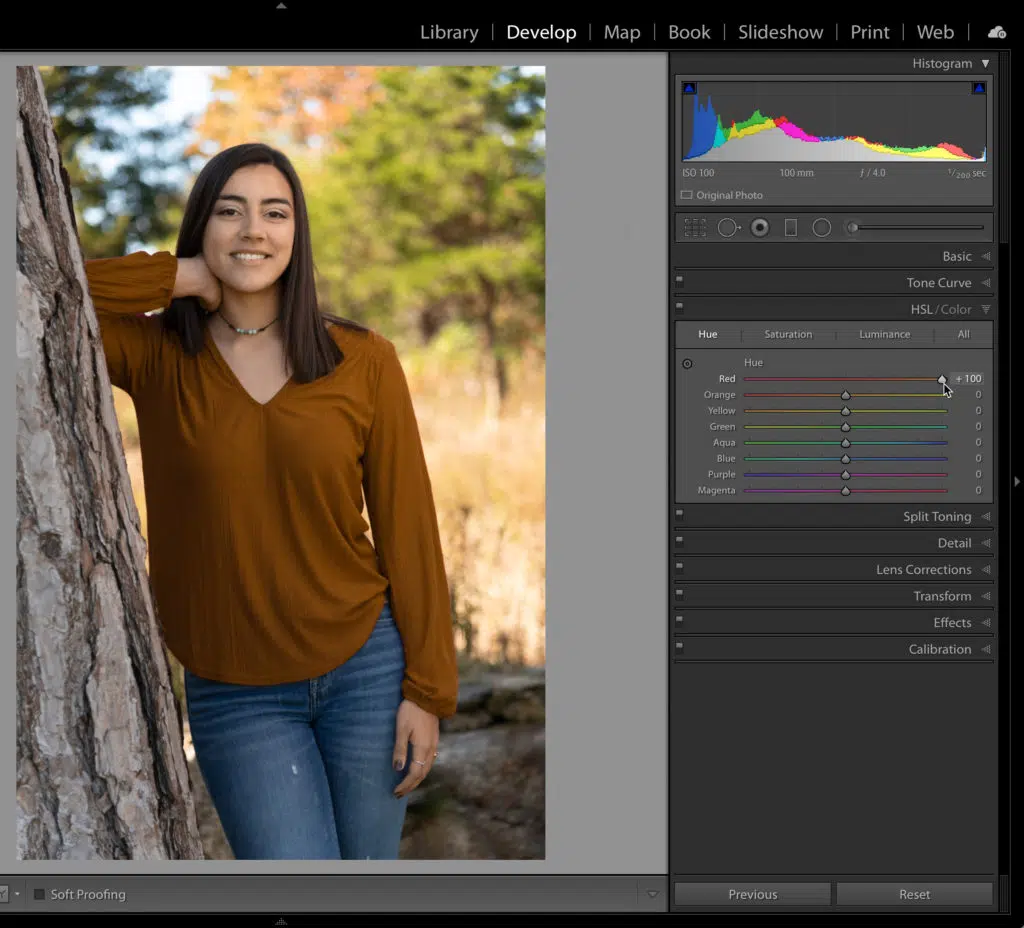 Library | Develop | Map | Book | Slideshow | Print | Web |
Histogram
ISO 100 100 mm ƒ / 4.0 1/200 sec
Original Photo
Basic
Tone Curve
HSL / Color
Hue Saturation Luminance All
Hue
Red +100
Orange 0
Yellow 0
Green 0
Aqua 0
Blue 0
Purple 0
Magenta 0
Split Toning
Detail
Lens Corrections
Transform
Effects
Calibration
Soft Proofing
Previous Reset